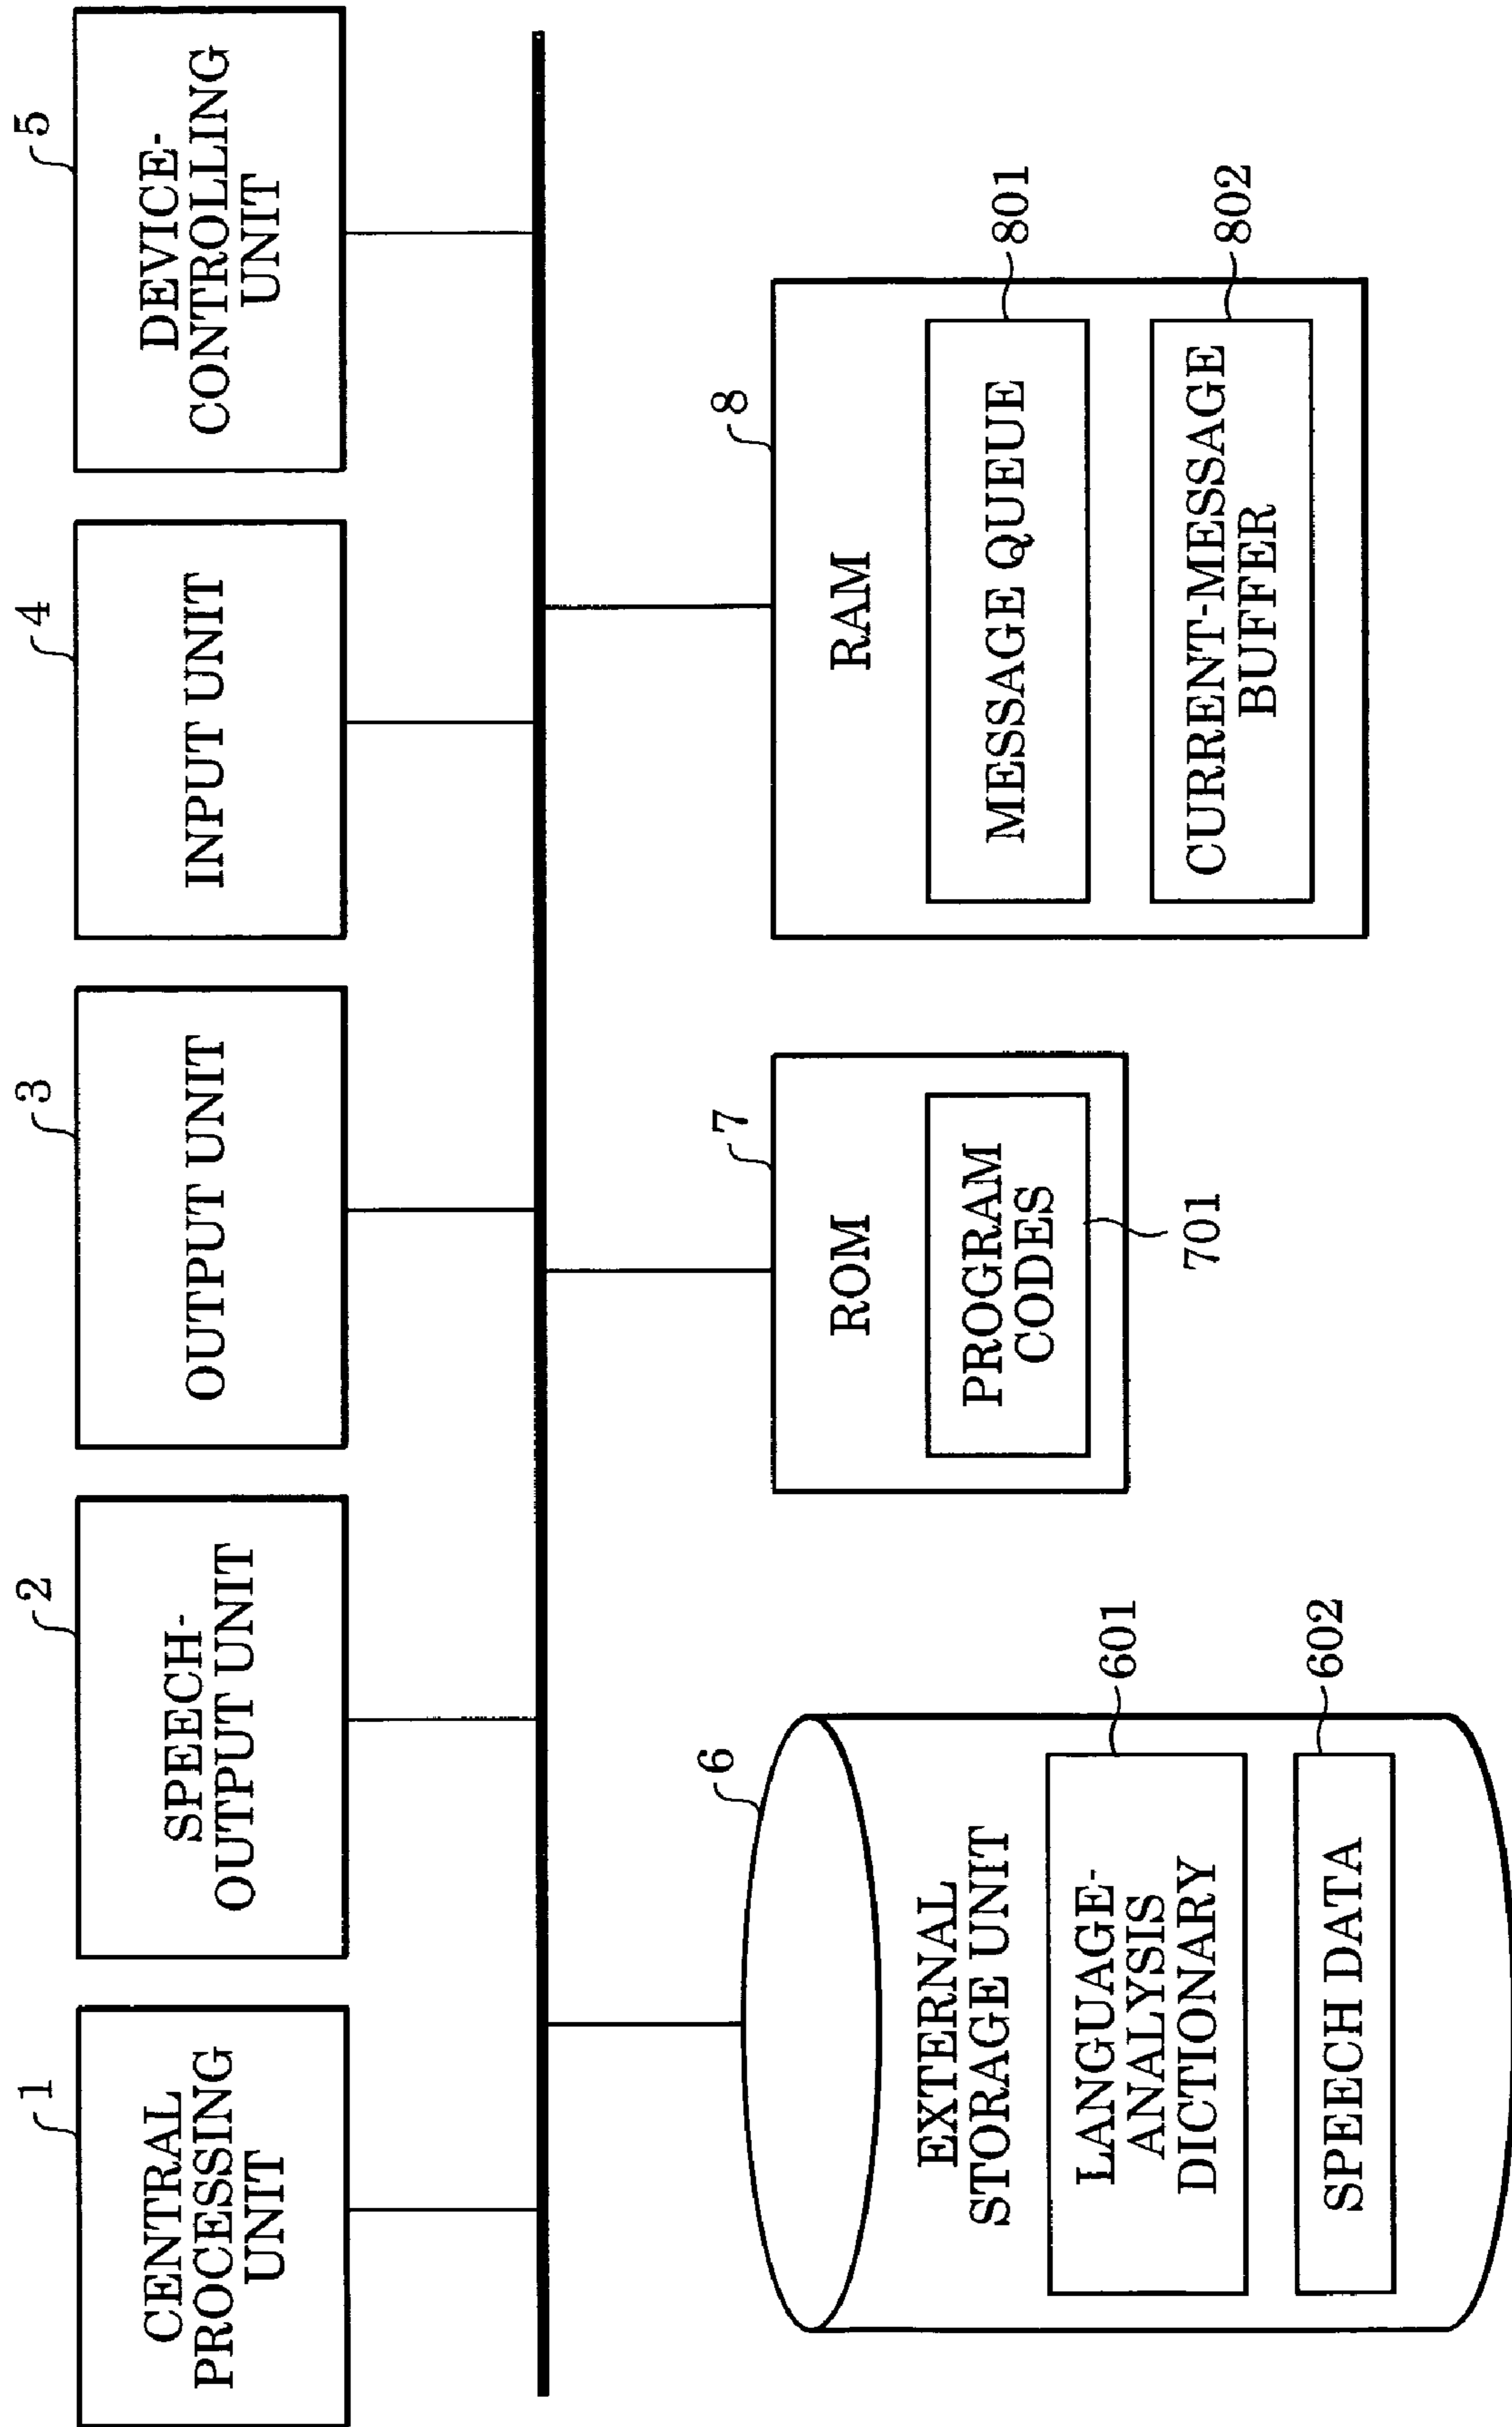 1
CENTRAL
PROCESSING
UNIT
2
SPEECH-
OUTPUT UNIT
3
OUTPUT UNIT
4
INPUT UNIT
5
DEVICE-
CONTROLLING
UNIT
6
EXTERNAL
STORAGE UNIT
LANGUAGE-
ANALYSIS
DICTIONARY
601
SPEECH DATA
602
7
ROM
PROGRAM
CODES
701
8
RAM
MESSAGE QUEUE
801
CURRENT-MESSAGE
BUFFER
802